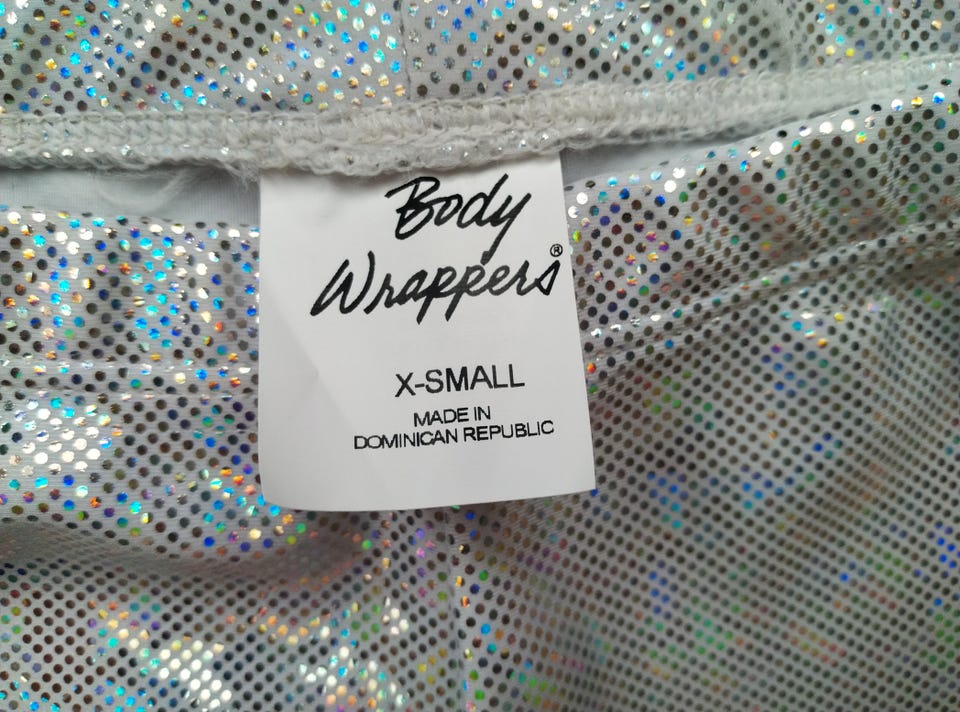 Body
Wrappers®
X-SMALL
MADE IN
DOMINICAN REPUBLIC